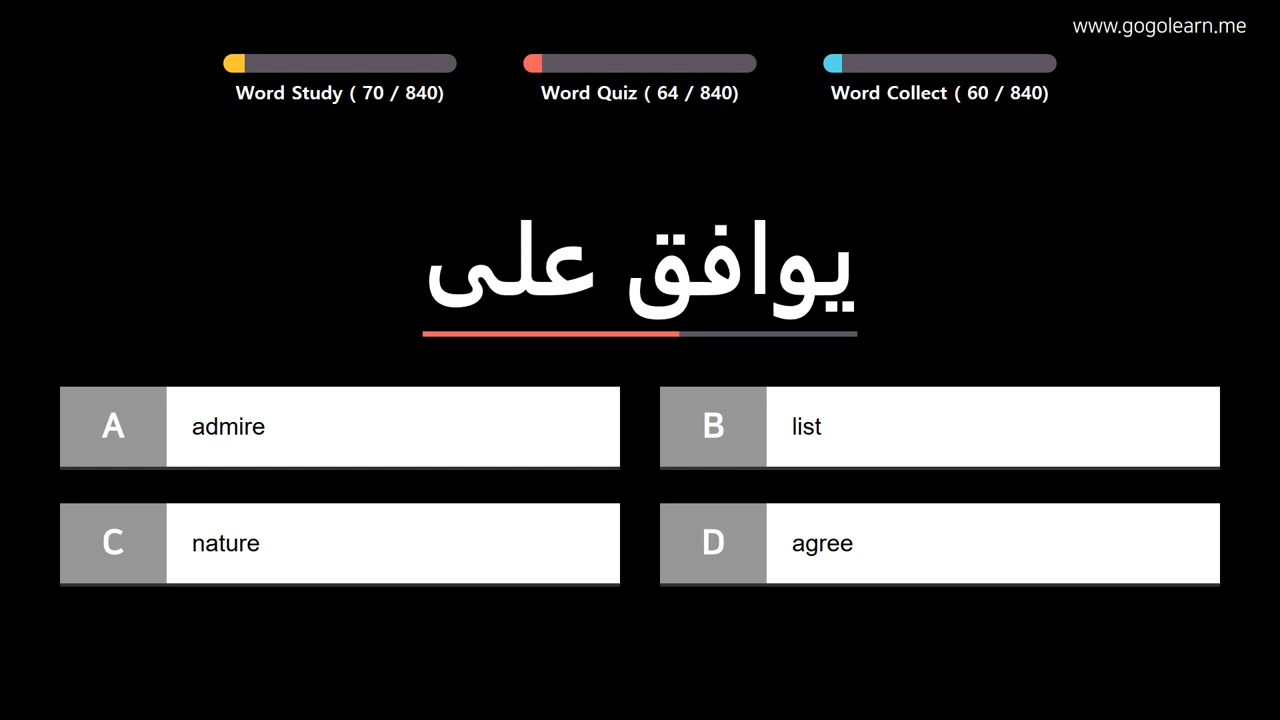 www.gogolearn.me
Word Study ( 70 / 840)
Word Quiz ( 64 / 840)
Word Collect ( 60 / 840)
يوافق على
A admire
B list
C nature
D agree